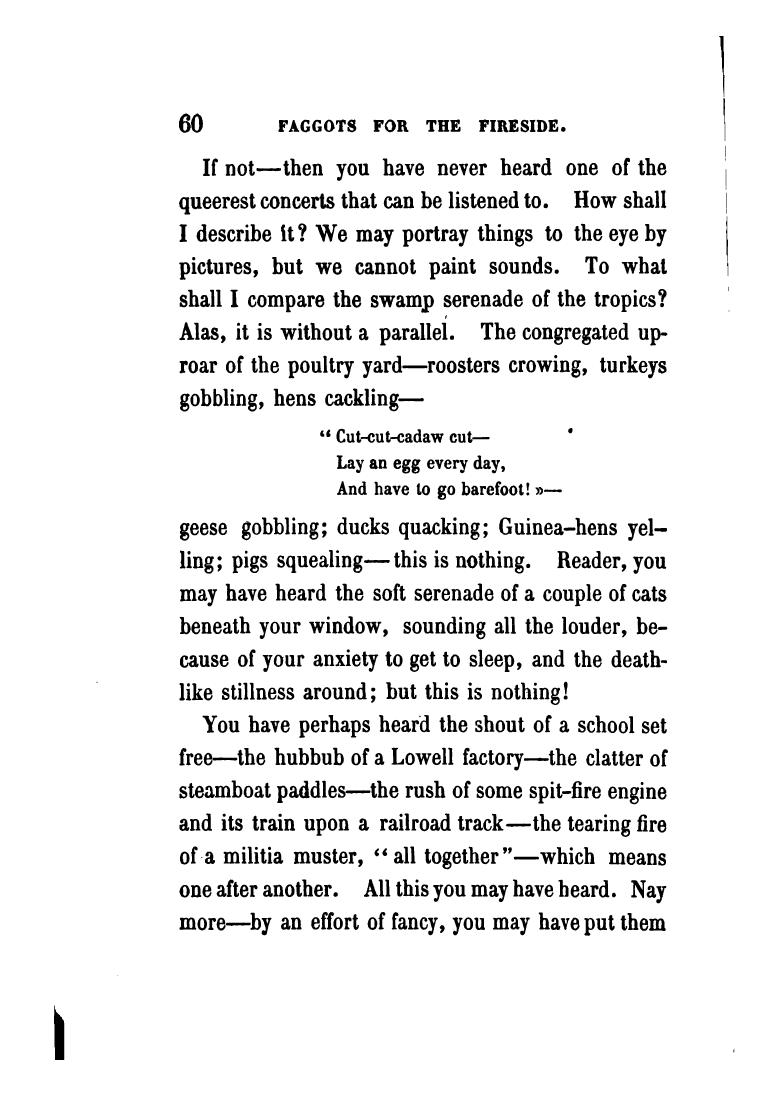 60 FAGGOTS FOR THE FIRESIDE.
If not—then you have never heard one of the
queerest concerts that can be listened to. How shall
I describe it? We may portray things to the eye by
pictures, but we cannot paint sounds. To what
shall I compare the swamp serenade of the tropics?
Alas, it is without a parallel. The congregated up-
roar of the poultry yard—roosters crowing, turkeys
gobbling, hens cackling—
“ Cut-cut-cadaw cut—
Lay an egg every day,
And have to go barefoot! »—
geese gobbling; ducks quacking; Guinea-hens yel-
ling; pigs squealing—this is nothing. Reader, you
may have heard the soft serenade of a couple of cats
beneath your window, sounding all the louder, be-
cause of your anxiety to get to sleep, and the death-
like stillness around; but this is nothing!
You have perhaps heard the shout of a school set
free—the hubbub of a Lowell factory—the clatter of
steamboat paddles—the rush of some spit-fire engine
and its train upon a railroad track—the tearing fire
of a militia muster, “ all together”—which means
one after another. All this you may have heard. Nay
more—by an effort of fancy, you may have put them